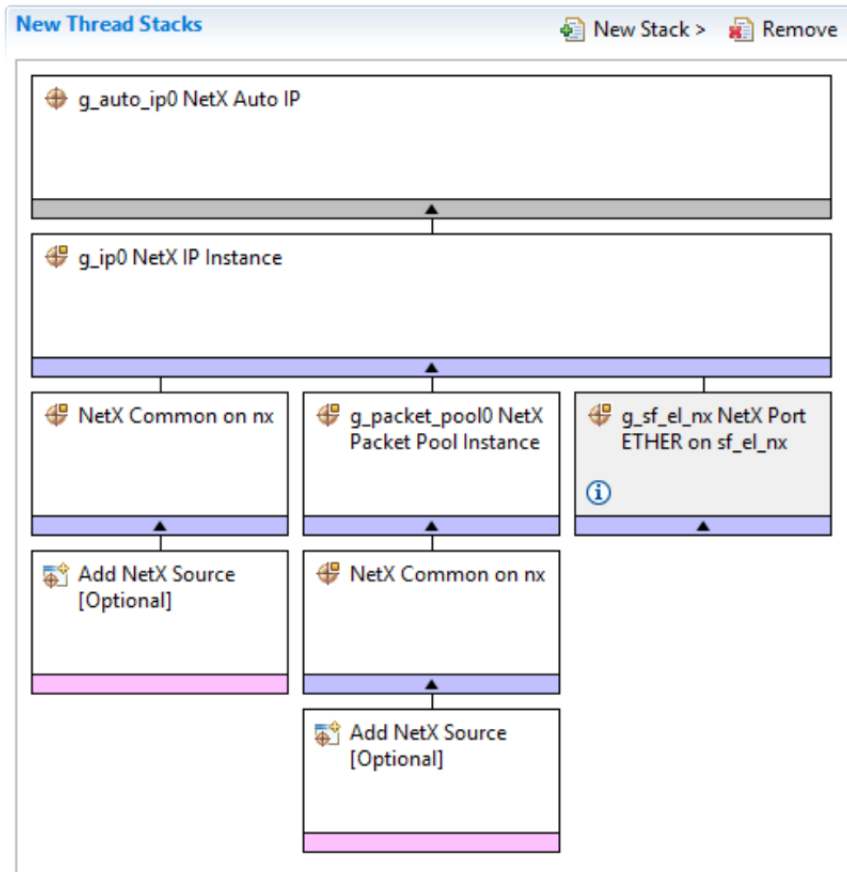 New Thread Stacks
New Stack >
Remove
g_auto_ip0 NetX Auto IP
g_ip0 NetX IP Instance
NetX Common on nx
g_packet_pool0 NetX
Packet Pool Instance
g_sf_el_nx NetX Port
ETHER on sf_el_nx
Add NetX Source
[Optional]
NetX Common on nx
Add NetX Source
[Optional]